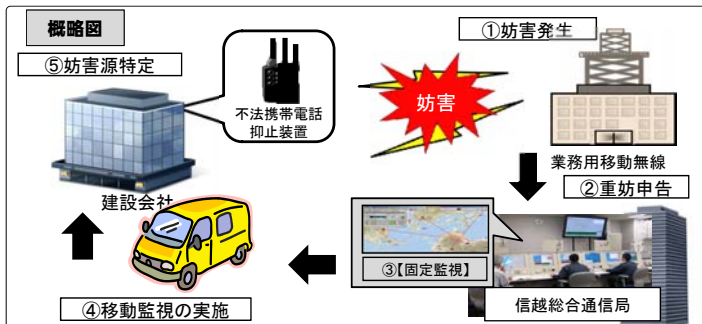 概略図
①妨害発生
⑤妨害源特定
妨害
不法携帯電話
抑止装置
業務用移動無線
②重妨申告
建設会社
③【固定監視】
④移動監視の実施
信越総合通信局